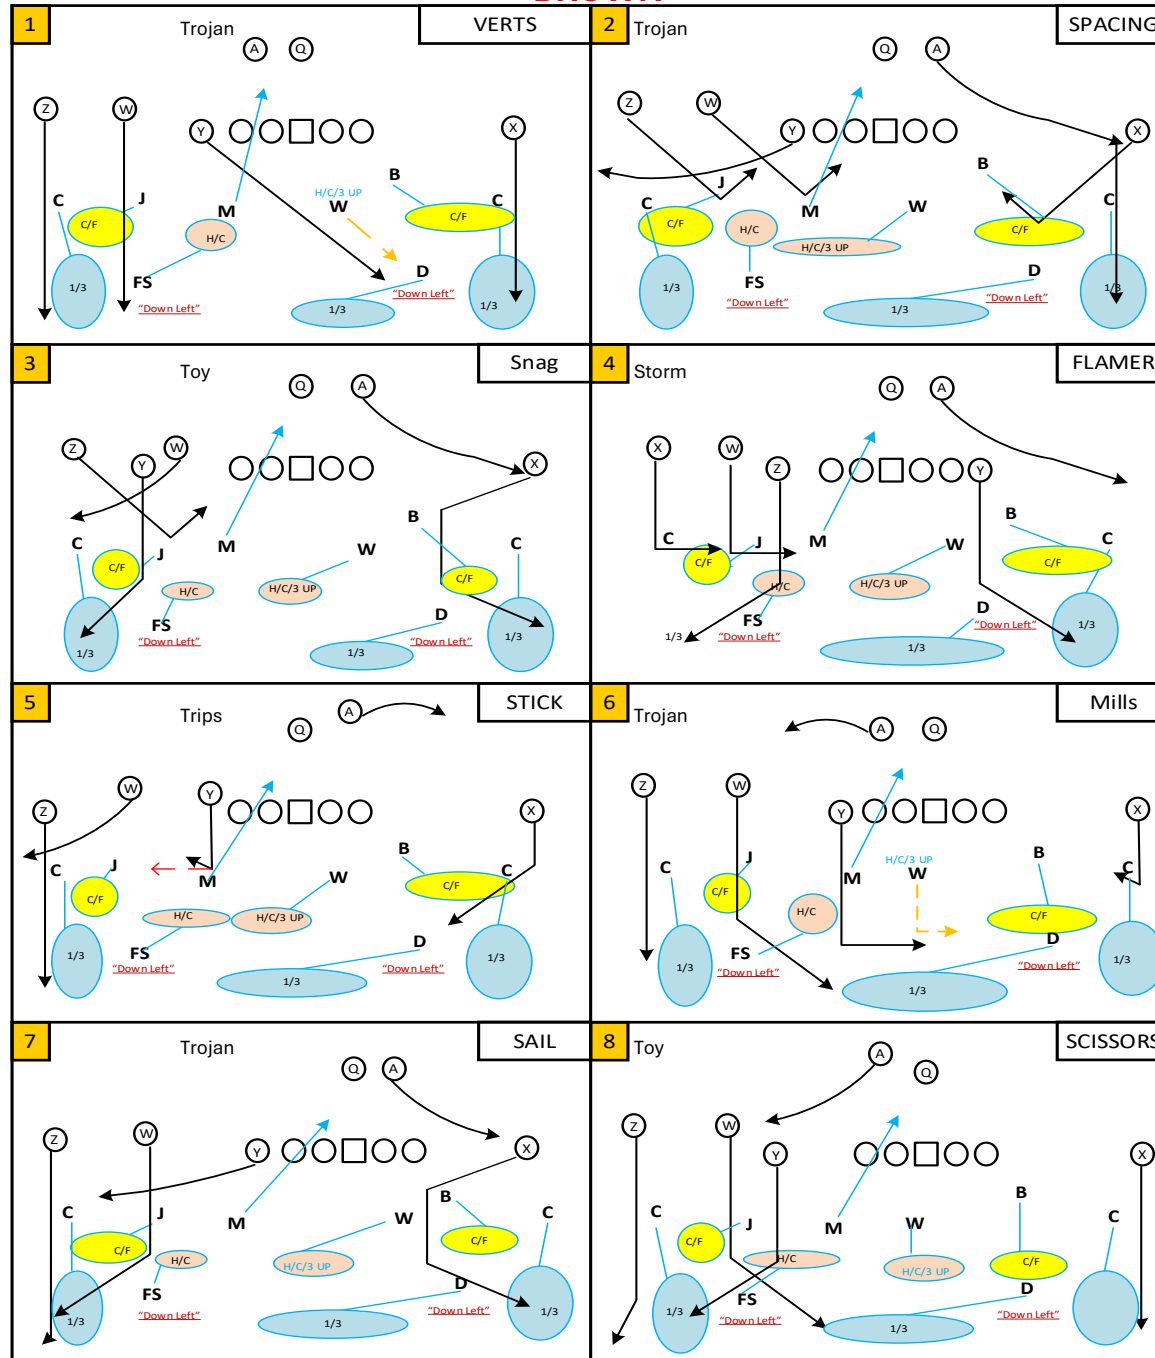 1 Trojan VERTS
A Q
Z W Y X
B
H/C/3 UP
C J M W C
C/F H/C C/F
FS D
1/3 "Down Left" 1/3 "Down Left" 1/3
2 Trojan SPACING
Q A
Z W Y X
B
J
C M W C
C/F H/C H/C/3 UP C/F
FS D
1/3 "Down Left" 1/3 "Down Left" 1/3
3 Toy Snag
Q A
Z Y W X
B
C J M W C
C/F H/C H/C/3 UP C/F
FS D
1/3 "Down Left" 1/3 "Down Left" 1/3
4 Storm FLAMER
Q A
X W Z Y
B
C J M W C
C/F H/C H/C/3 UP C/F
FS D
1/3 "Down Left" 1/3 "Down Left" 1/3
5 Trips STICK
Q A
Z W Y X
B
C J M W C
C/F H/C H/C/3 UP C/F
FS D
1/3 "Down Left" 1/3 "Down Left" 1/3
6 Trojan Mills
A Q
Z W Y X
B
H/C/3 UP
C J M W C
C/F H/C C/F
FS D
1/3 "Down Left" 1/3 "Down Left" 1/3
7 Trojan SAIL
Q A
Z W Y X
B
C J M W C
C/F H/C H/C/3 UP C/F
FS D
1/3 "Down Left" 1/3 "Down Left" 1/3
8 Toy SCISSORS
A Q
Z W Y X
B
C J M W C
C/F H/C H/C/3 UP C/F
FS D
1/3 "Down Left" 1/3 "Down Left" 1/3